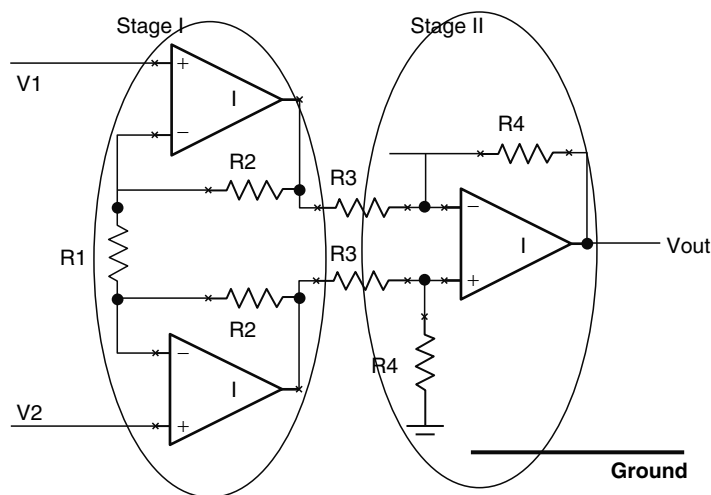 Stage I
Stage II
V1
+
I
−
R2
R4
R3
−
I
+
Vout
R1
R3
R2
−
I
+
V2
R4
Ground